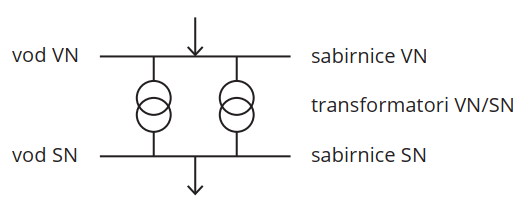 vod VN
sabirnice VN
transformatori VN/SN
vod SN
sabirnice SN